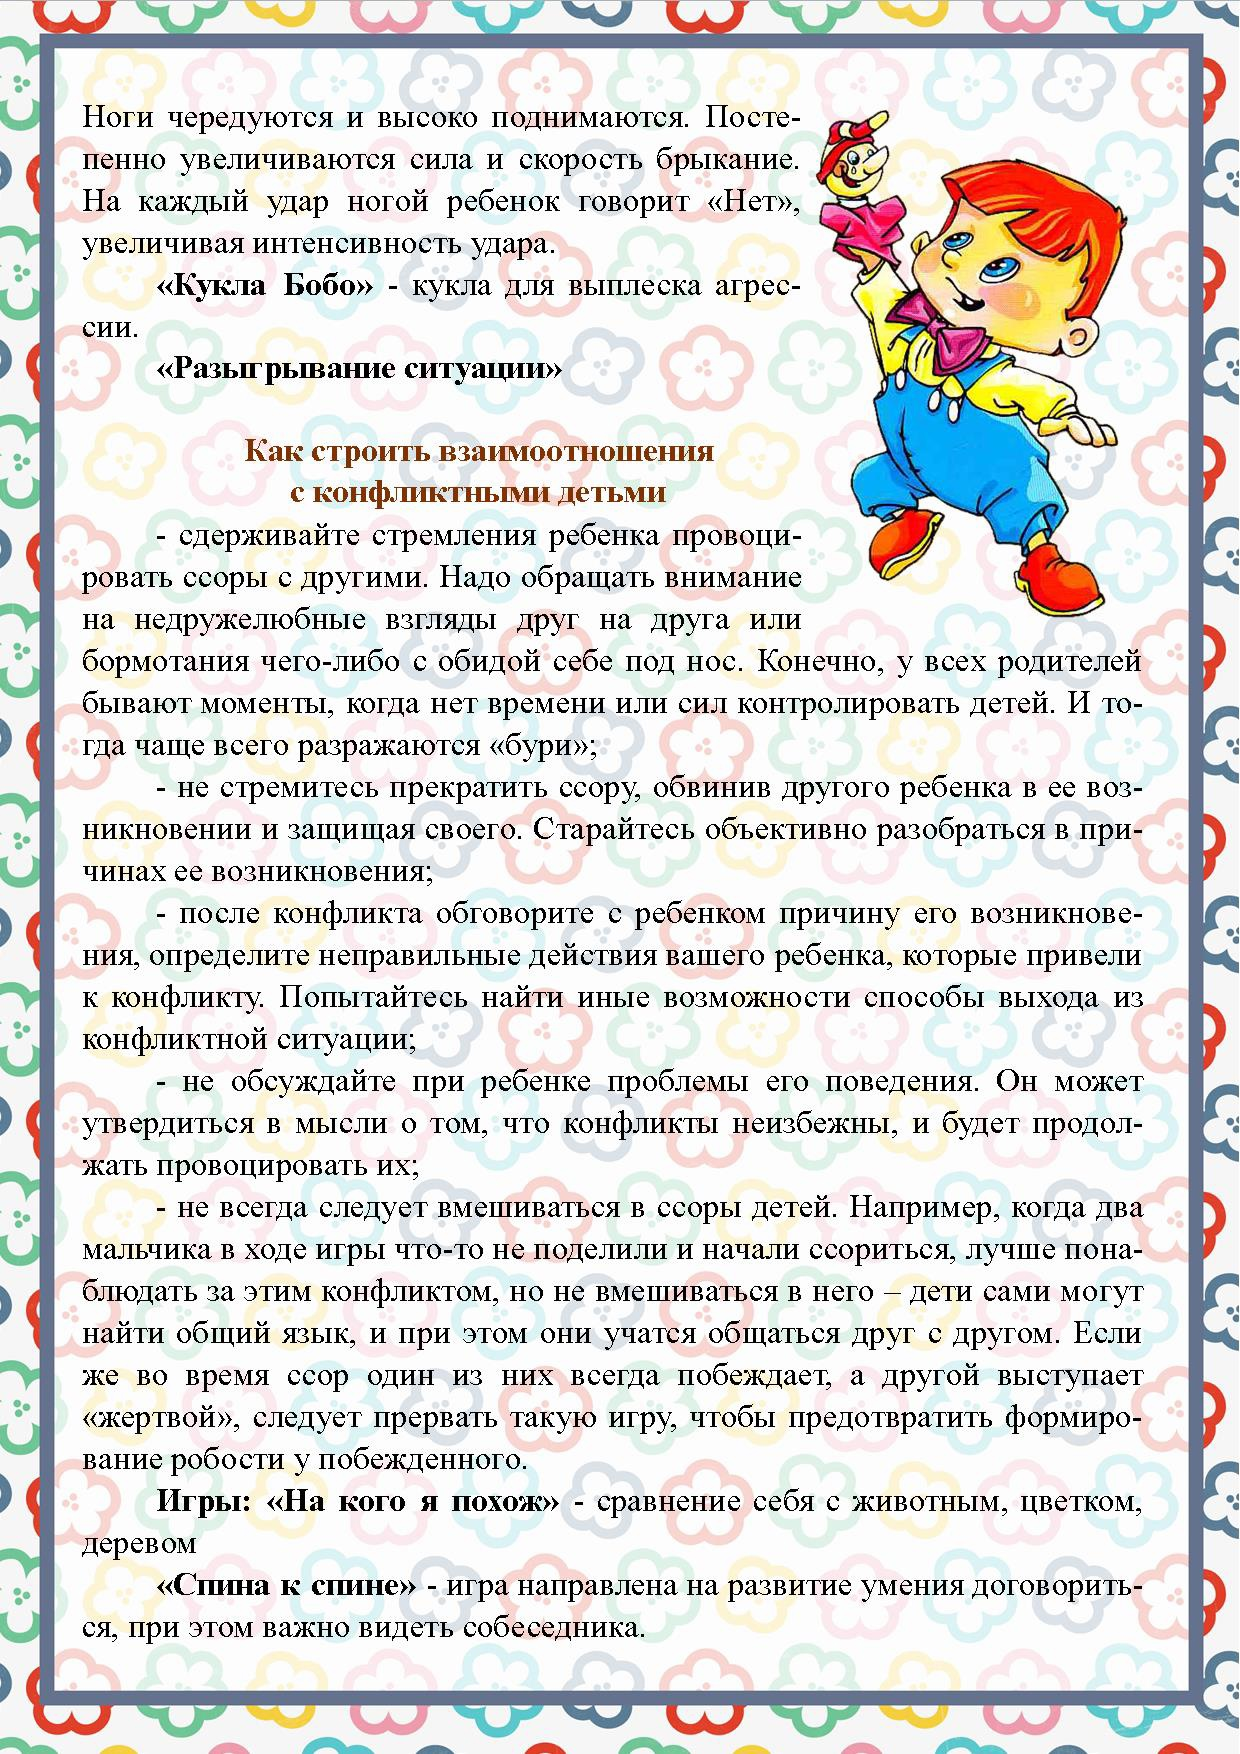 Ноги чередуются и высоко поднимаются. Посте-
пенно увеличиваются сила и скорость брыкание.
На каждый удар ногой ребенок говорит «Нет»,
увеличивая интенсивность удара.
«Кукла Бобо» - кукла для выплеска агрес-
сии.
«Разыгрывание ситуации»
Как строить взаимоотношения
с конфликтными детьми
- сдерживайте стремления ребенка провоци-
ровать ссоры с другими. Надо обращать внимание
на недружелюбные взгляды друг на друга или
бормотания чего-либо с обидой себе под нос. Конечно, у всех родителей
бывают моменты, когда нет времени или сил контролировать детей. И то-
гда чаще всего разражаются «бури»;
- не стремитесь прекратить ссору, обвинив другого ребенка в ее воз-
никновении и защищая своего. Старайтесь объективно разобраться в при-
чинах ее возникновения;
- после конфликта обговорите с ребенком причину его возникнове-
ния, определите неправильные действия вашего ребенка, которые привели
к конфликту. Попытайтесь найти иные возможности способы выхода из
конфликтной ситуации;
- не обсуждайте при ребенке проблемы его поведения. Он может
утвердиться в мысли о том, что конфликты неизбежны, и будет продол-
жать провоцировать их;
- не всегда следует вмешиваться в ссоры детей. Например, когда два
мальчика в ходе игры что-то не поделили и начали ссориться, лучше пона-
блюдать за этим конфликтом, но не вмешиваться в него – дети сами могут
найти общий язык, и при этом они учатся общаться друг с другом. Если
же во время ссор один из них всегда побеждает, а другой выступает
«жертвой», следует прервать такую игру, чтобы предотвратить формиро-
вание робости у побежденного.
Игры: «На кого я похож» - сравнение себя с животным, цветком,
деревом
«Спина к спине» - игра направлена на развитие умения договорить-
ся, при этом важно видеть собеседника.